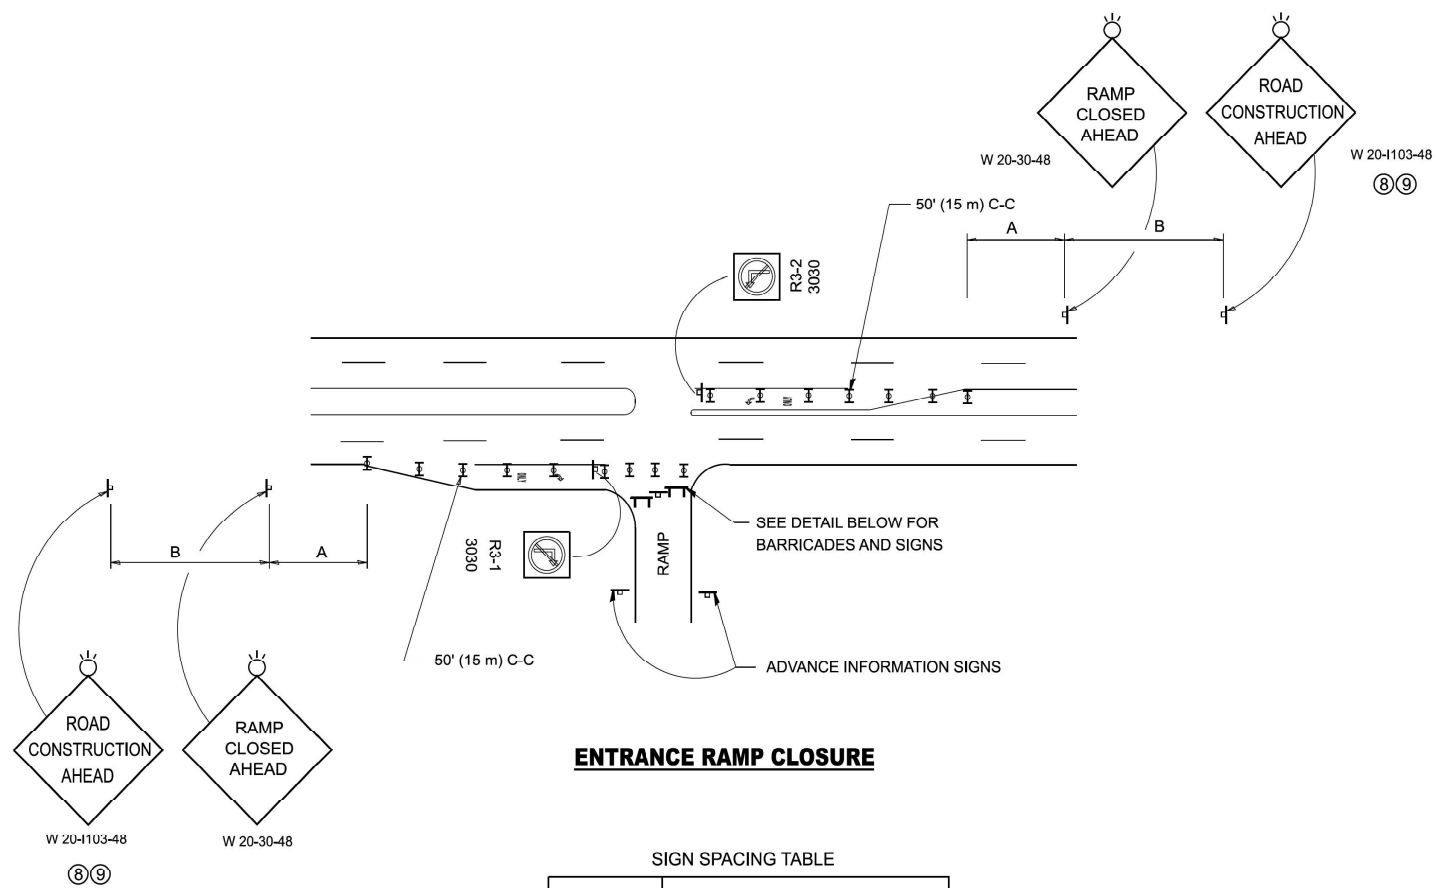 RAMP
CLOSED
AHEAD
W 20-30-48
ROAD
CONSTRUCTION
AHEAD
W 20-I103-48
⑧⑨
50' (15 m) C-C
A
B
R3-2
3030
ONLY
ONLY
R3-1
3030
RAMP
SEE DETAIL BELOW FOR
BARRICADES AND SIGNS
B
A
50' (15 m) C-C
ADVANCE INFORMATION SIGNS
ROAD
CONSTRUCTION
AHEAD
W 20-I103-48
⑧⑨
RAMP
CLOSED
AHEAD
W 20-30-48
ENTRANCE RAMP CLOSURE
SIGN SPACING TABLE